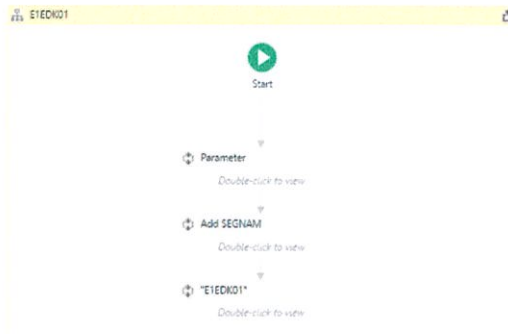 E1EDK01
Start
Parameter
Double-click to view
Add SEGNAM
Double-click to view
"E1EDK01"
Double-click to view